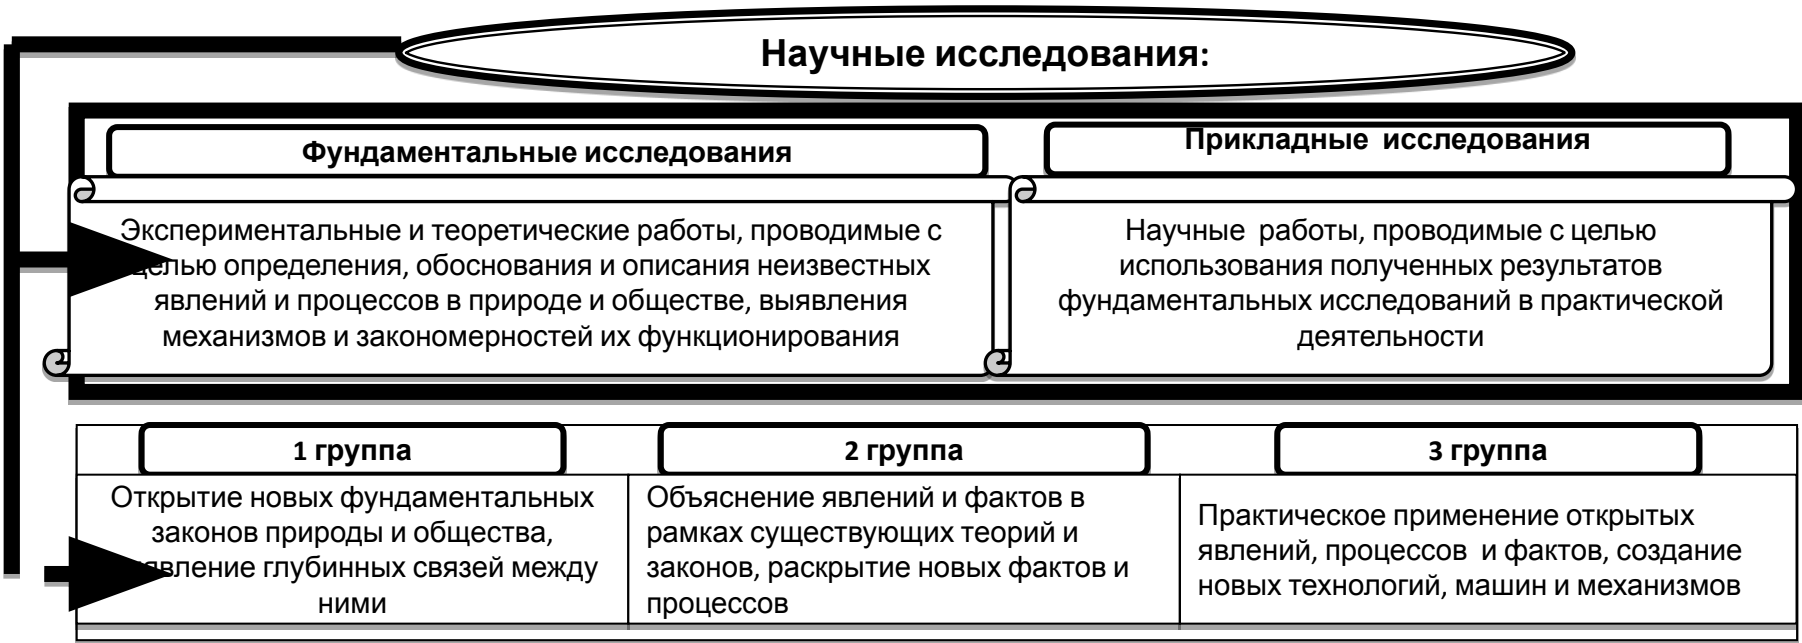 Научные исследования:
Фундаментальные исследования
Прикладные исследования
Экспериментальные и теоретические работы, проводимые с
целью определения, обоснования и описания неизвестных
явлений и процессов в природе и обществе, выявления
механизмов и закономерностей их функционирования
Научные работы, проводимые с целью
использования полученных результатов
фундаментальных исследований в практической
деятельности
1 группа
2 группа
3 группа
Открытие новых фундаментальных
законов природы и общества,
глубинных связей между
ними
Объяснение явлений и фактов в
рамках существующих теорий и
законов, раскрытие новых фактов и
процессов
Практическое применение открытых
явлений, процессов и фактов, создание
новых технологий, машин и механизмов